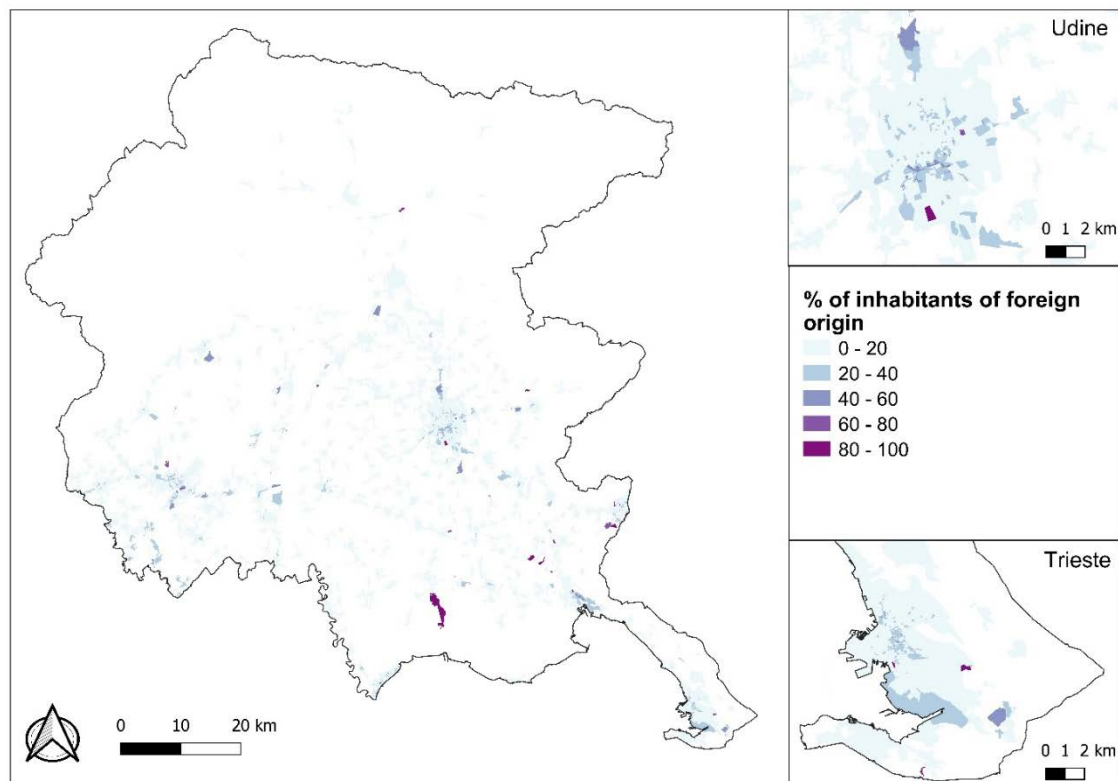 Udine
0 1 2 km
% of inhabitants of foreign
origin
0 - 20
20 - 40
40 - 60
60 - 80
80 - 100
Trieste
0 1 2 km
0 10 20 km